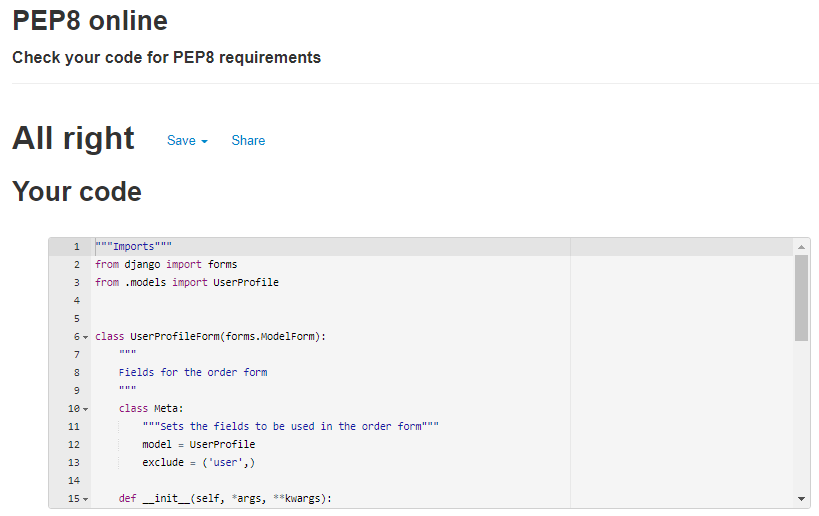 PEP8 online
Check your code for PEP8 requirements
All right Save Share
Your code
1 """Imports"""
2 from django import forms
3 from .models import UserProfile
4
5
6 class UserProfileForm(forms.ModelForm):
7     """
8     Fields for the order form
9     """
10     class Meta:
11         """Sets the fields to be used in the order form"""
12         model = UserProfile
13         exclude = ('user',)
14
15     def __init__(self, *args, **kwargs):